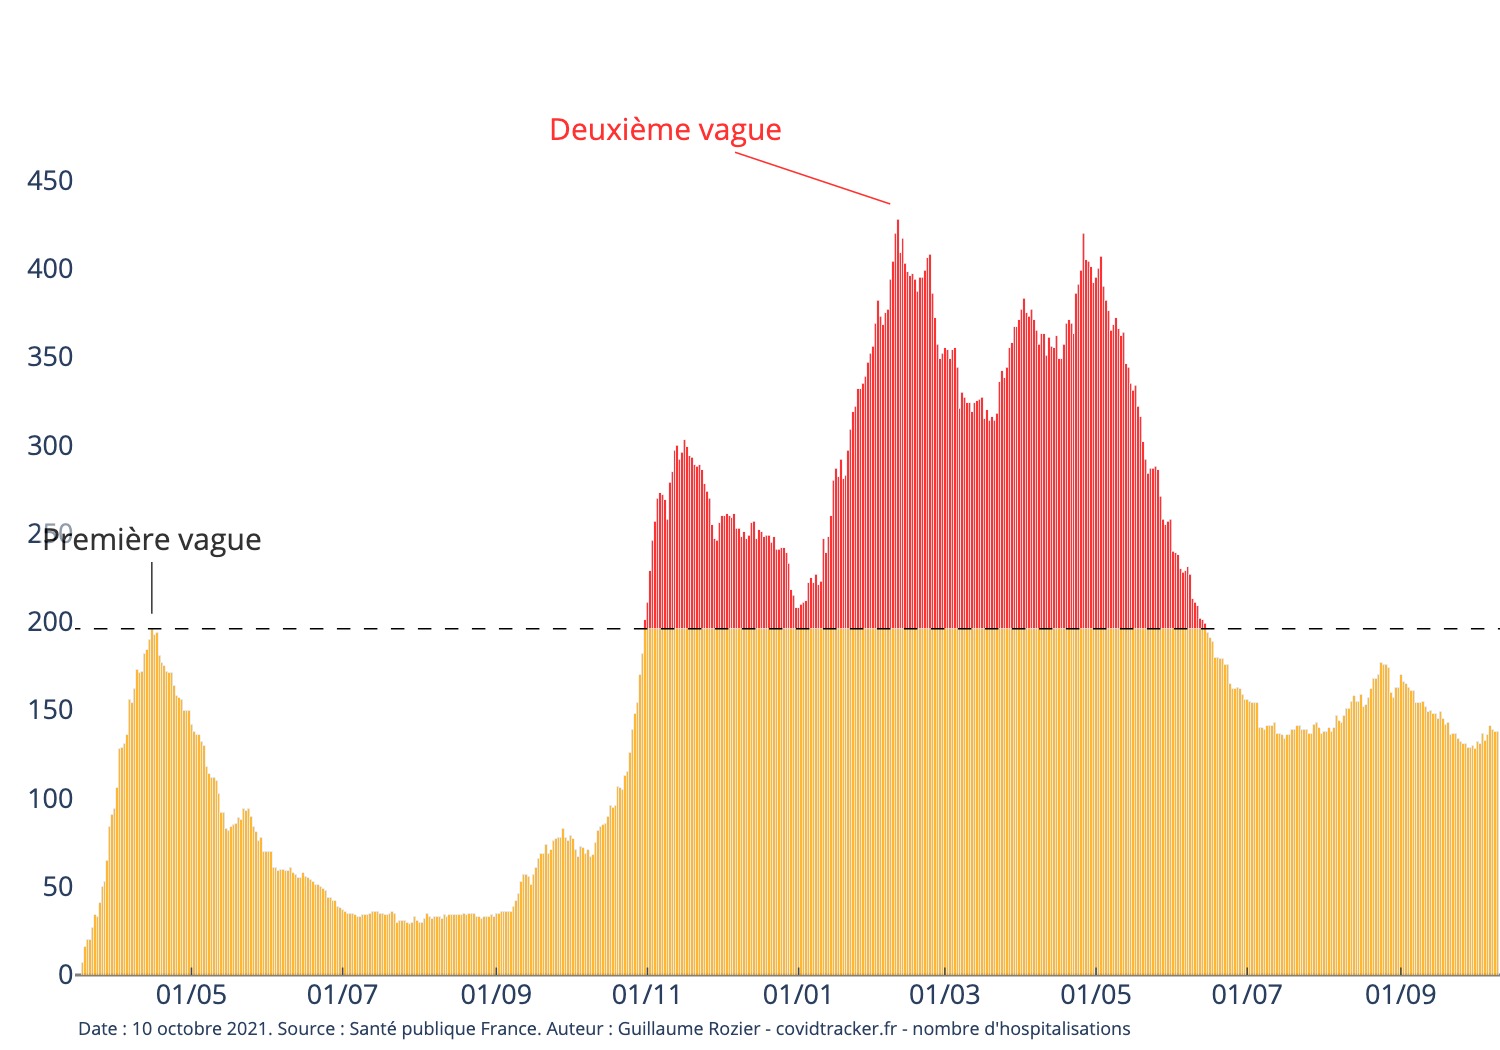 Deuxième vague
450
400
350
300
250
Première vague
200
150
100
50
0
01/05 01/07 01/09 01/11 01/01 01/03 01/05 01/07 01/09
Date : 10 octobre 2021. Source : Santé publique France. Auteur : Guillaume Rozier - covidtracker.fr - nombre d'hospitalisations